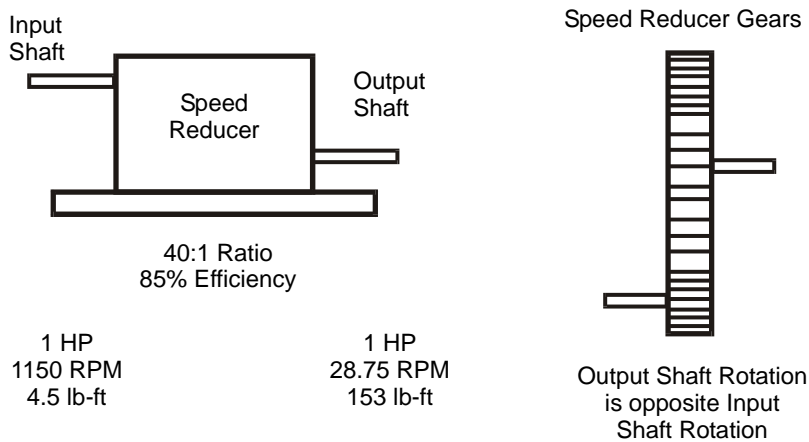 Input
Shaft
Speed
Reducer
Output
Shaft
40:1 Ratio
85% Efficiency
1 HP
1150 RPM
4.5 lb-ft
1 HP
28.75 RPM
153 lb-ft
Speed Reducer Gears
Output Shaft Rotation
is opposite Input
Shaft Rotation